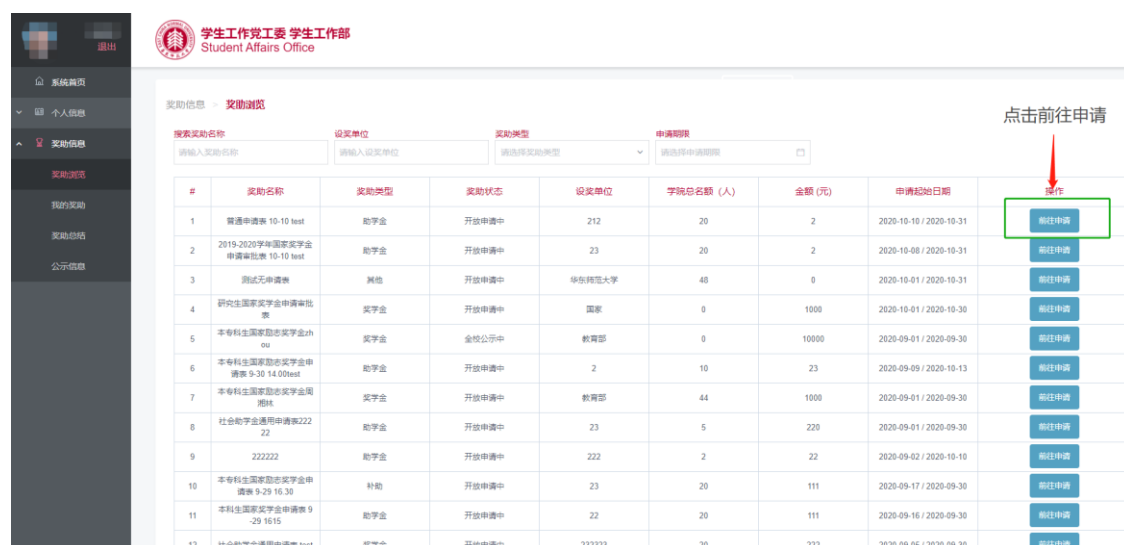 退出
学生工作党工委 学生工作部
Student Affairs Office
系统首页
个人信息
奖助信息
奖助浏览
我的奖助
奖助总结
公示信息
奖助信息 > 奖助浏览
点击前往申请
搜索奖助名称 设奖单位 奖助类型 申请期限
请输入奖助名称 请输入设奖单位 请选择奖助类型 请选择申请期限
# 奖助名称 奖助类型 奖助状态 设奖单位 学院总名额（人） 金额 (元) 申请起始日期 操作
1 普通申请表 10-10 test 助学金 开放申请中 212 20 2 2020-10-10 / 2020-10-31 前往申请
2 2019-2020学年国家奖学金
申请审批表 10-10 test 助学金 开放申请中 23 20 2 2020-10-08 / 2020-10-31 前往申请
3 测试无申请表 其他 开放申请中 华东师范大学 48 0 2020-10-01 / 2020-10-31 前往申请
4 研究生国家奖学金申请审批
表 奖学金 开放申请中 国家 0 1000 2020-10-01 / 2020-10-30 前往申请
5 本专科生国家励志奖学金zh
ou 奖学金 全校公示中 教育部 0 10000 2020-09-01 / 2020-09-30 前往申请
6 本专科生国家励志奖学金申
请表 9-30 14.00test 助学金 开放申请中 2 10 23 2020-09-09 / 2020-10-13 前往申请
7 本专科生国家励志奖学金周
湘林 奖学金 开放申请中 教育部 44 1000 2020-09-01 / 2020-09-30 前往申请
8 社会助学金通用申请表222
22 助学金 开放申请中 23 5 220 2020-09-01 / 2020-09-30 前往申请
9 222222 助学金 开放申请中 222 2 22 2020-09-02 / 2020-10-10 前往申请
10 本专科生国家励志奖学金申
请表 9-29 16.30 补助 开放申请中 23 20 111 2020-09-17 / 2020-09-30 前往申请
11 本科生国家奖学金申请表 9
-29 1615 助学金 开放申请中 22 20 111 2020-09-16 / 2020-09-30 前往申请